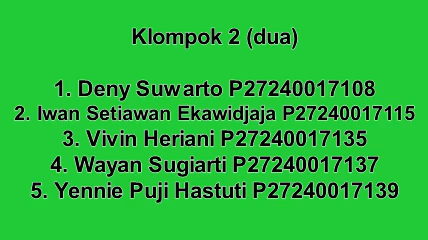 Klompok 2 (dua)
1. Deny Suwarto P27240017108
2. Iwan Setiawan Ekawidjaja P27240017115
3. Vivin Heriani P27240017135
4. Wayan Sugiarti P27240017137
5. Yennie Puji Hastuti P27240017139